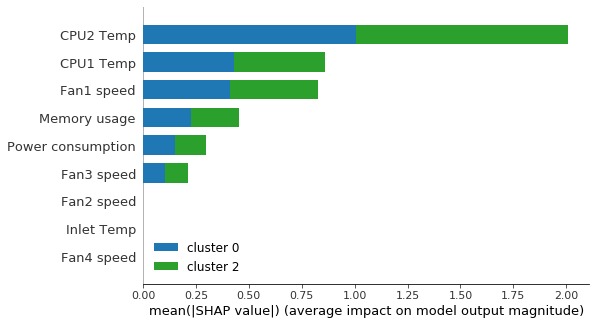 CPU2 Temp
CPU1 Temp
Fan1 speed
Memory usage
Power consumption
Fan3 speed
Fan2 speed
Inlet Temp
Fan4 speed
cluster 0
cluster 2
0.00 0.25 0.50 0.75 1.00 1.25 1.50 1.75 2.00
mean(|SHAP value|) (average impact on model output magnitude)